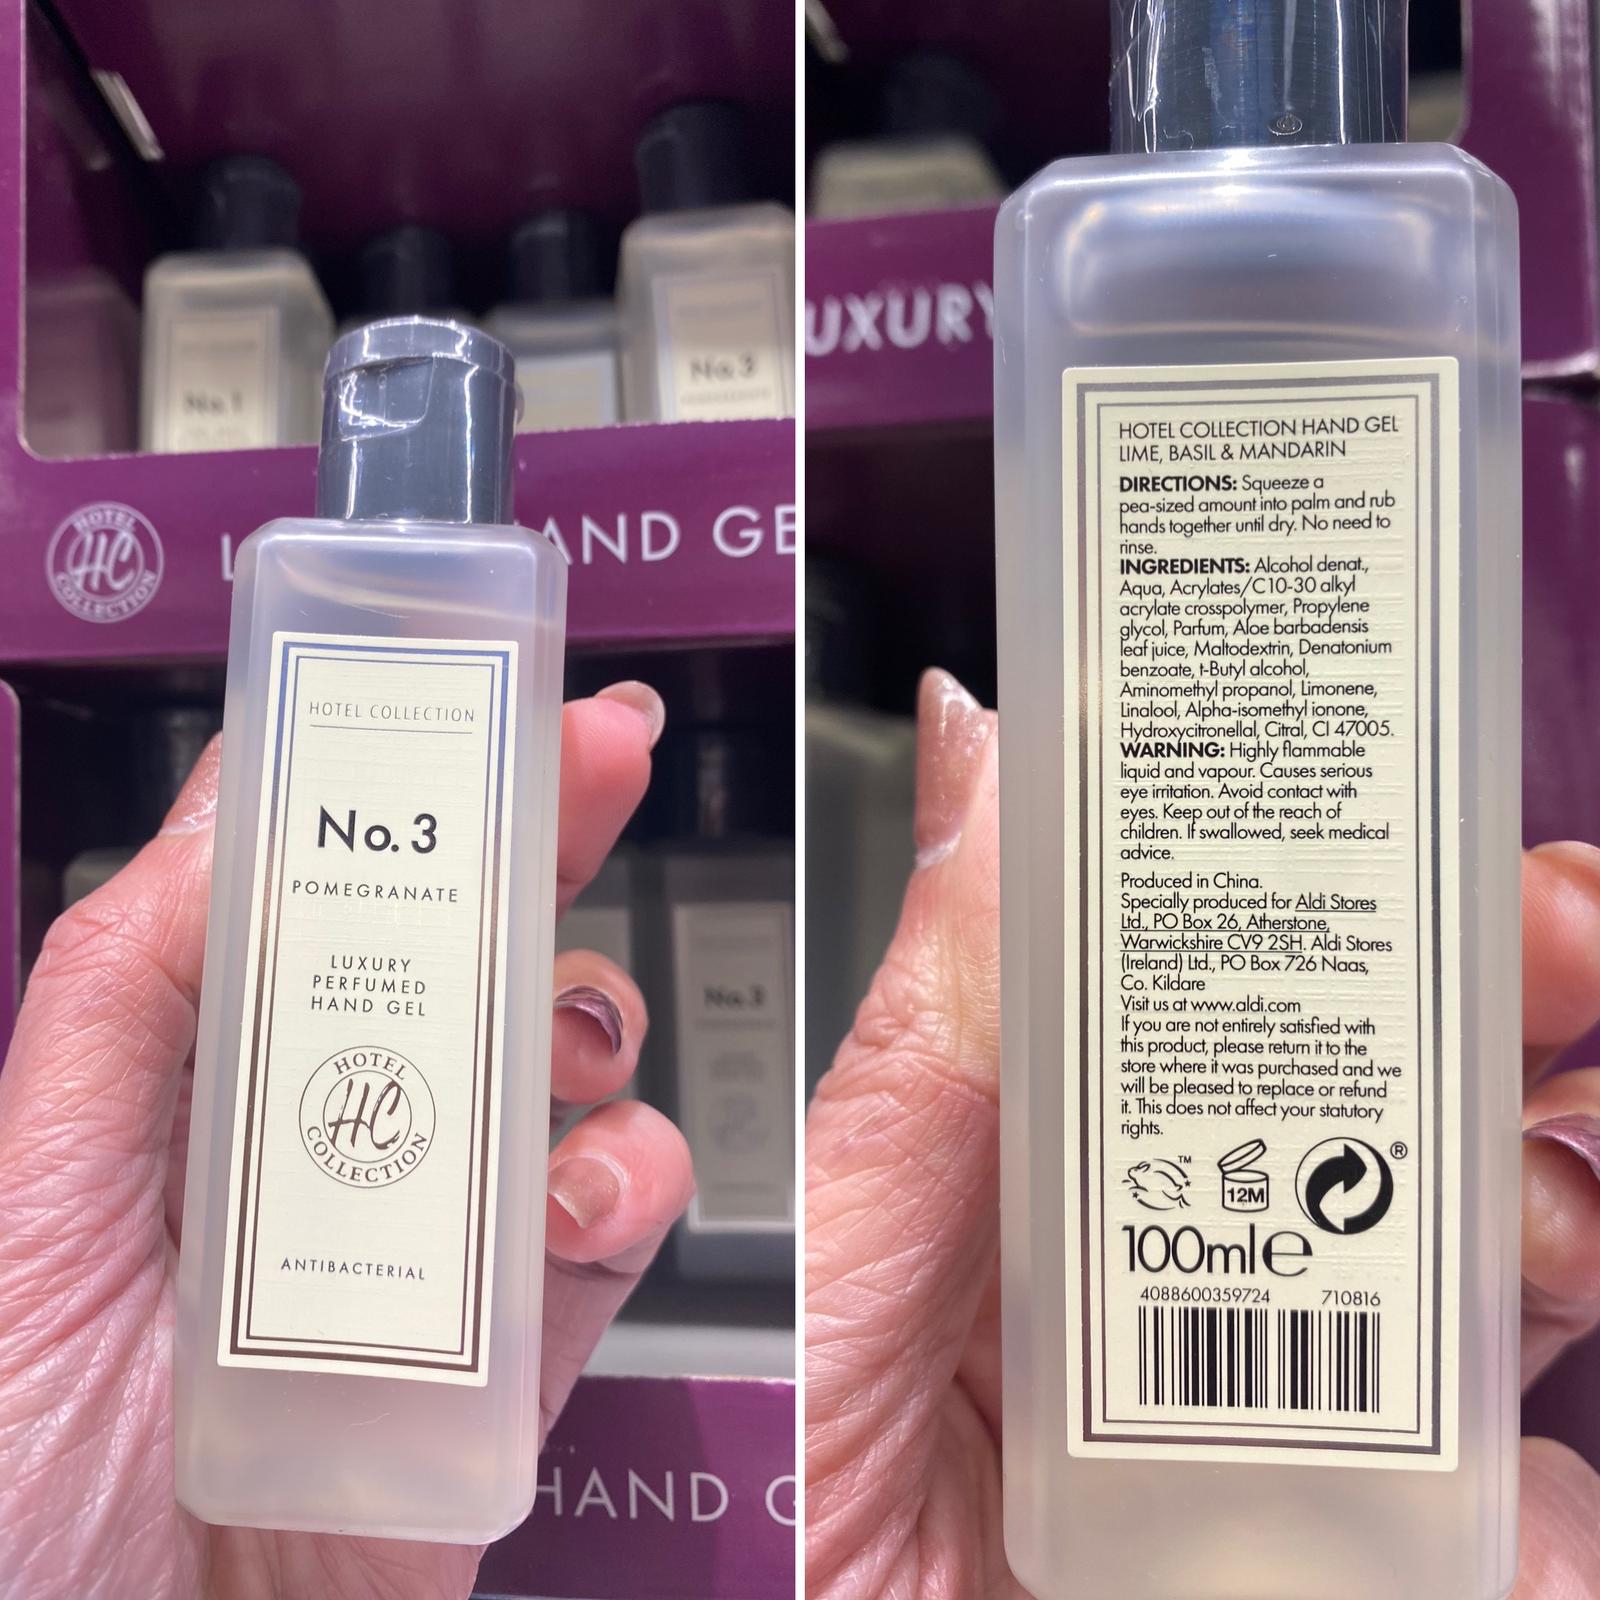 No.1
No.3
HOTEL
HC
COLLECTION
L
AND GE
HOTEL COLLECTION
No.3
POMEGRANATE
LUXURY
PERFUMED
HAND GEL
HOTEL
HC
COLLECTION
ANTIBACTERIAL
No.3
HAND G
UXURY
HOTEL COLLECTION HAND GEL
LIME, BASIL & MANDARIN
DIRECTIONS: Squeeze a
pea-sized amount into palm and rub
hands together until dry. No need to
rinse.
INGREDIENTS: Alcohol denat.,
Aqua, Acrylates/C10-30 alkyl
acrylate crosspolymer, Propylene
glycol, Parfum, Aloe barbadensis
leaf juice, Maltodextrin, Denatonium
benzoate, t-Butyl alcohol,
Aminomethyl propanol, Limonene,
Linalool, Alpha-isomethyl ionone,
Hydroxycitronellal, Citral, CI 47005.
WARNING: Highly flammable
liquid and vapour. Causes serious
eye irritation. Avoid contact with
eyes. Keep out of the reach of
children. If swallowed, seek medical
advice.
Produced in China.
Specially produced for Aldi Stores
Ltd., PO Box 26, Atherstone,
Warwickshire CV9 2SH. Aldi Stores
(Ireland) Ltd., PO Box 726 Naas,
Co. Kildare
Visit us at www.aldi.com
If you are not entirely satisfied with
this product, please return it to the
store where it was purchased and we
will be pleased to replace or refund
it. This does not affect your statutory
rights.
TM
12M
®
100ml℮
4088600359724 710816